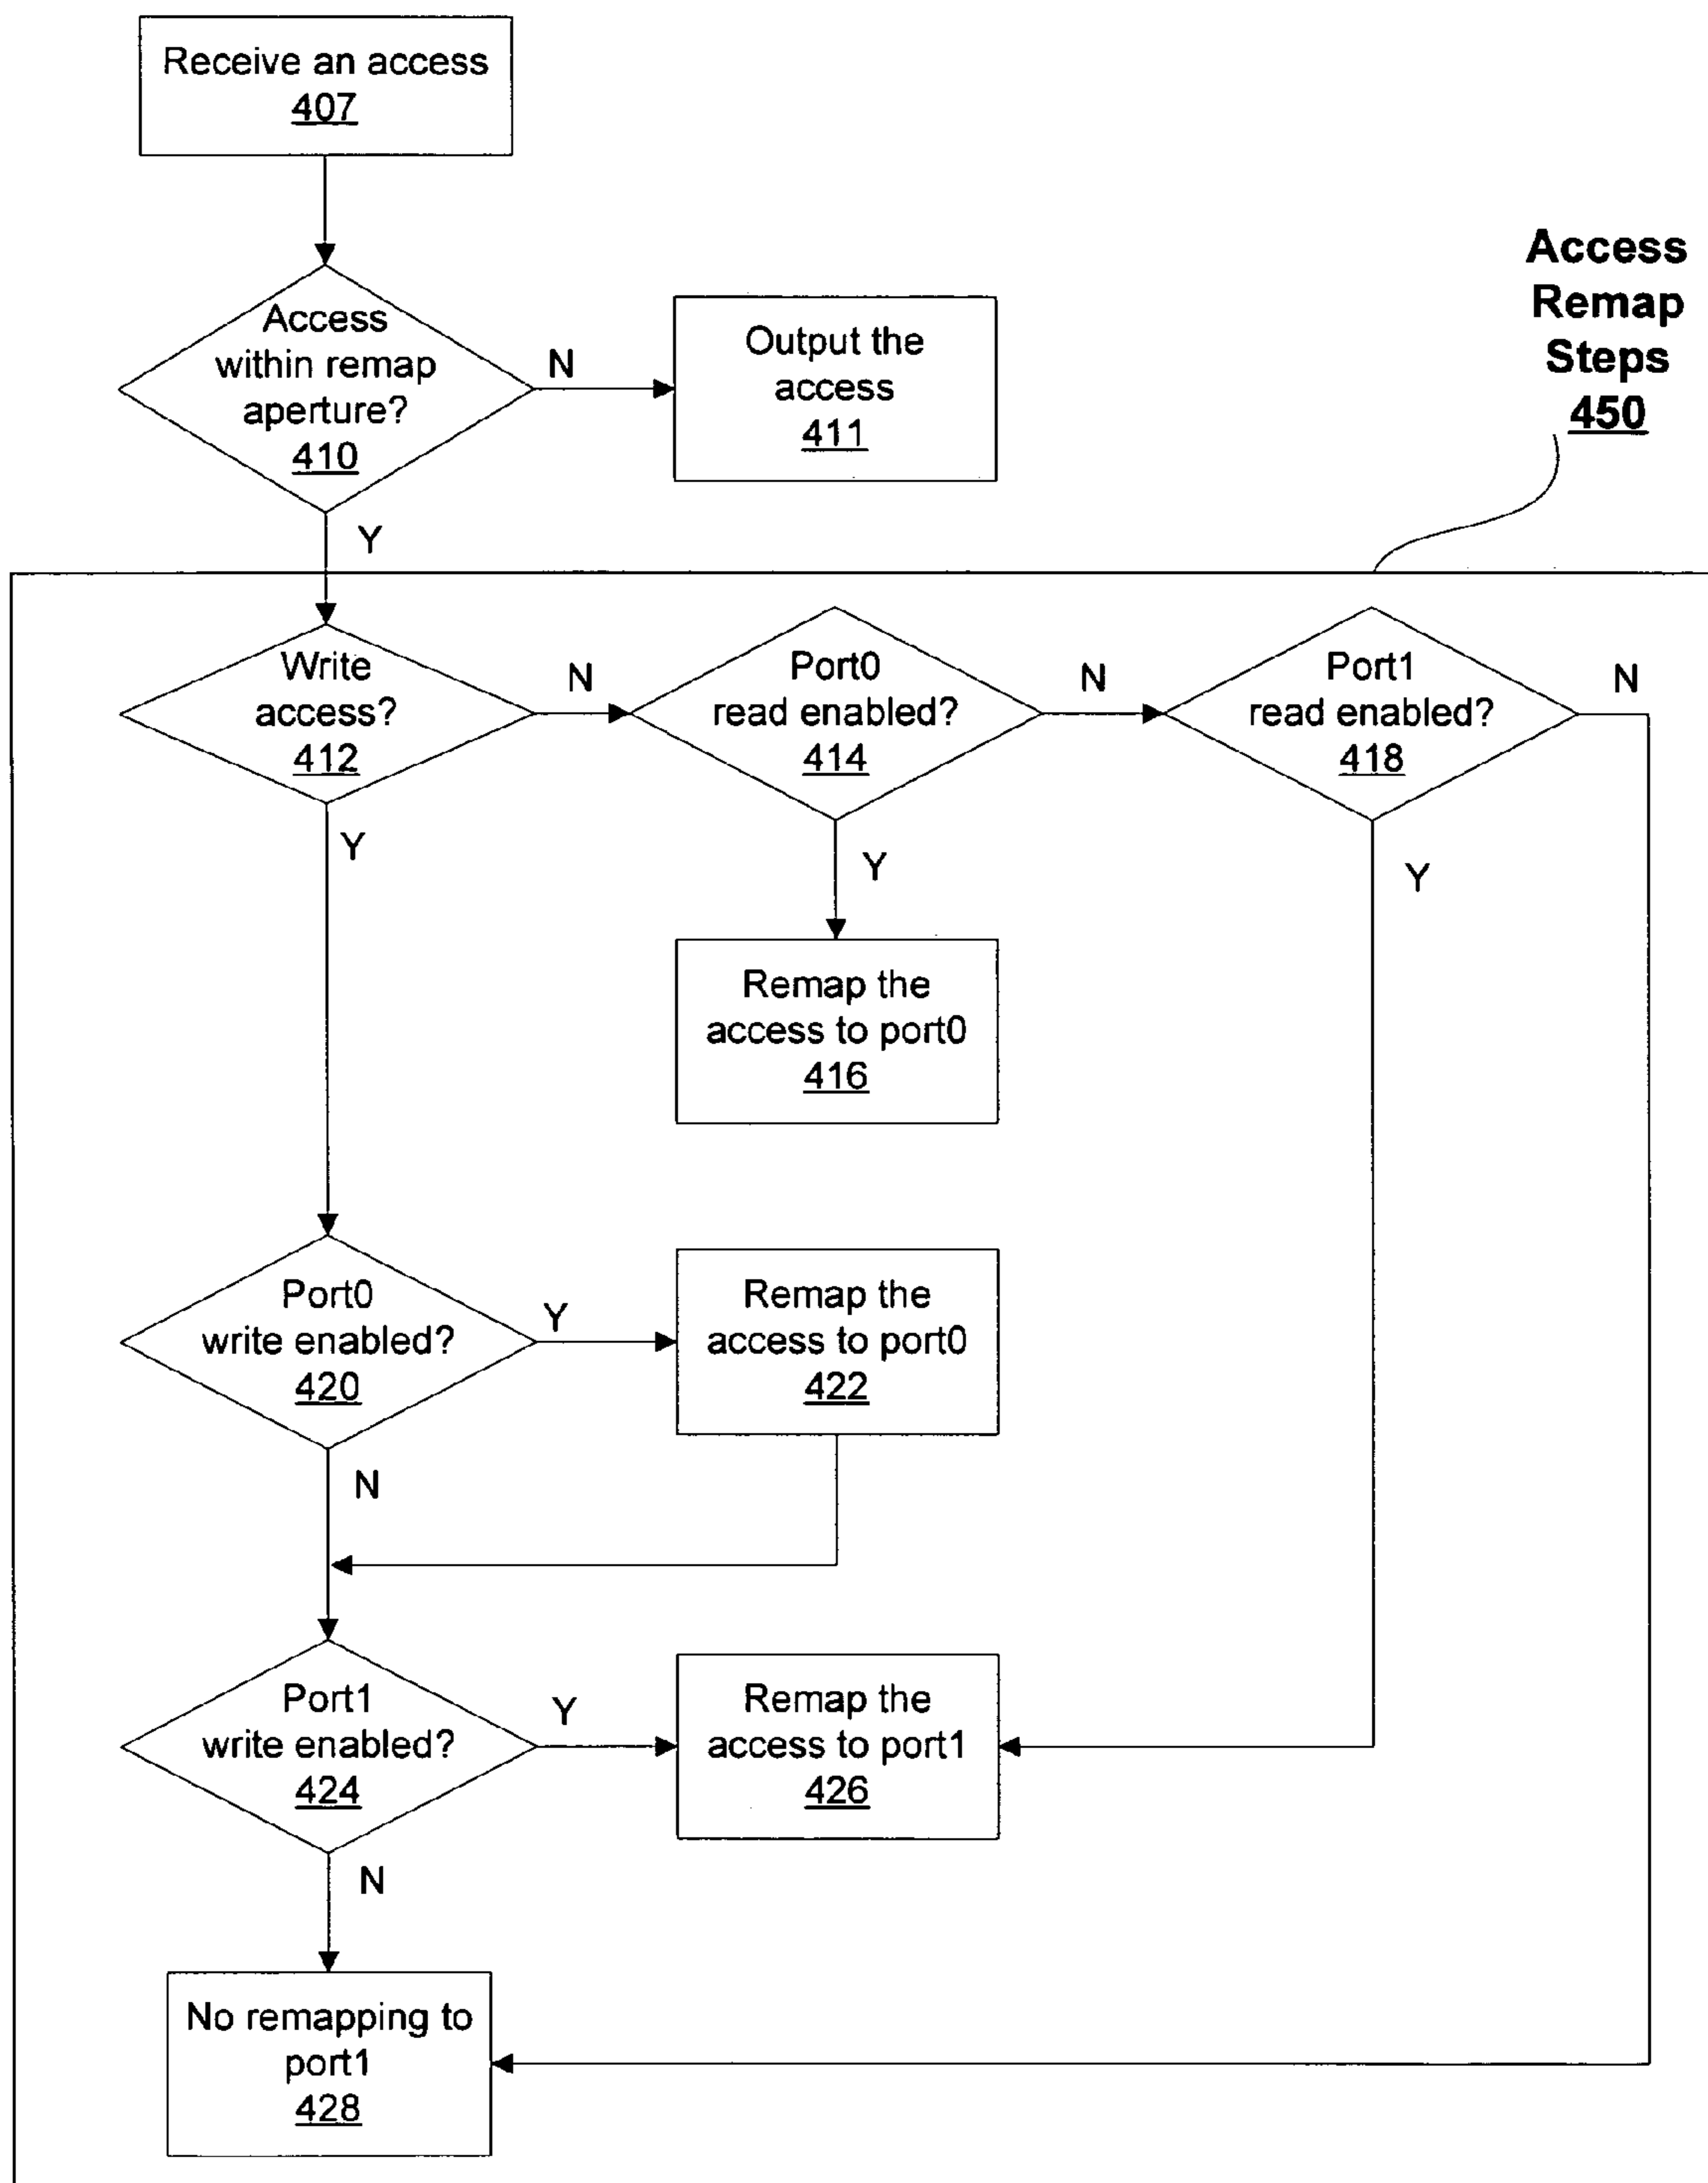 Receive an access
407
Access
within remap
aperture?
410
N
Output the
access
411
Access
Remap
Steps
450
Y
Write
access?
412
N
Port0
read enabled?
414
N
Port1
read enabled?
418
N
Y
Y
Y
Remap the
access to port0
416
Port0
write enabled?
420
Y
Remap the
access to port0
422
N
Port1
write enabled?
424
Y
Remap the
access to port1
426
N
No remapping to
port1
428